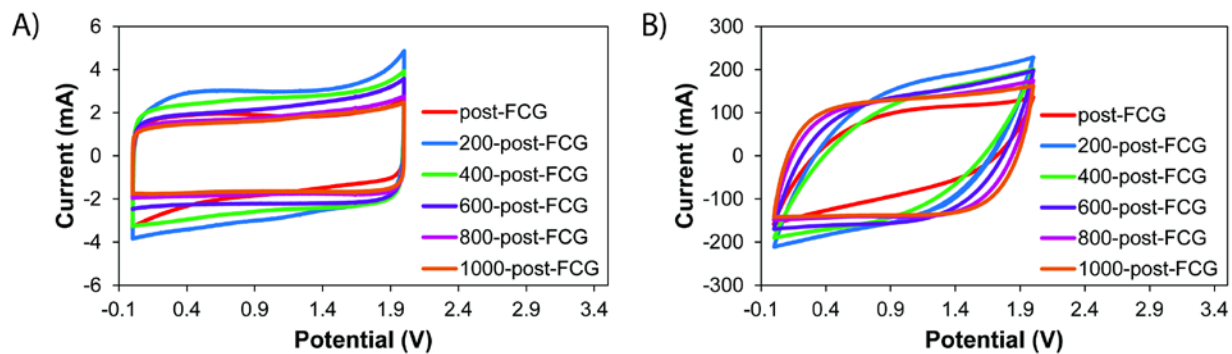 A)
6
4
2
0
-2
-4
-6
Current (mA)
-0.1 0.4 0.9 1.4 1.9 2.4 2.9 3.4
Potential (V)
post-FCG
200-post-FCG
400-post-FCG
600-post-FCG
800-post-FCG
1000-post-FCG
B)
300
200
100
0
-100
-200
-300
Current (mA)
-0.1 0.4 0.9 1.4 1.9 2.4 2.9 3.4
Potential (V)
post-FCG
200-post-FCG
400-post-FCG
600-post-FCG
800-post-FCG
1000-post-FCG